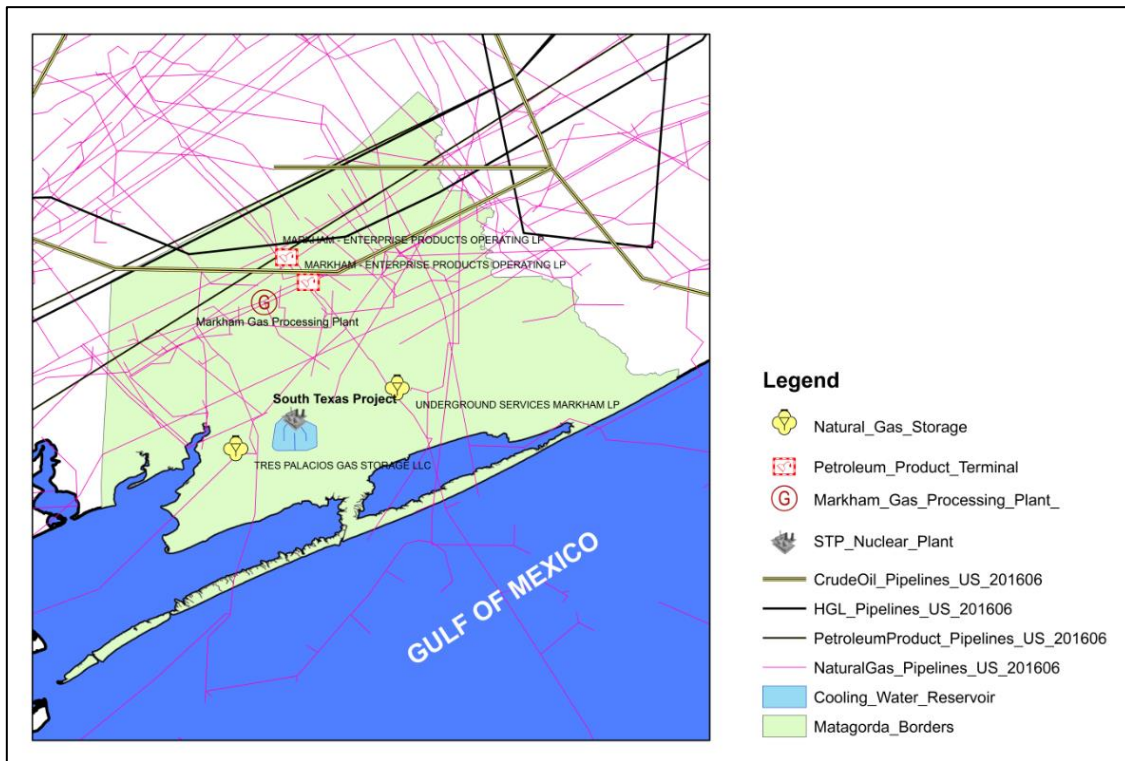 MARKHAM - ENTERPRISE PRODUCTS OPERATING LP
MARKHAM - ENTERPRISE PRODUCTS OPERATING LP
G
Markham Gas Processing Plant
South Texas Project
UNDERGROUND SERVICES MARKHAM LP
TRES PALACIOS GAS STORAGE LLC
GULF OF MEXICO
Legend
Natural_Gas_Storage
Petroleum_Product_Terminal
G
Markham_Gas_Processing_Plant_
STP_Nuclear_Plant
CrudeOil_Pipelines_US_201606
HGL_Pipelines_US_201606
PetroleumProduct_Pipelines_US_201606
NaturalGas_Pipelines_US_201606
Cooling_Water_Reservoir
Matagorda_Borders